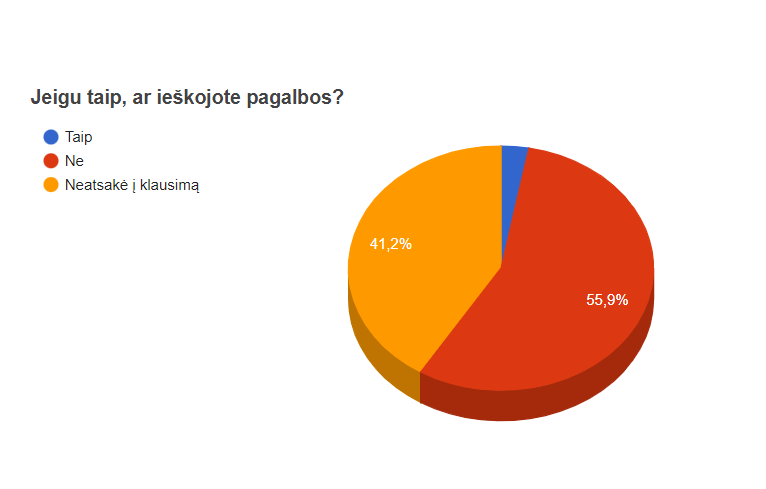 Jeigu taip, ar ieškojote pagalbos?
Taip
Ne
Neatsakė į klausimą
41,2%
55,9%